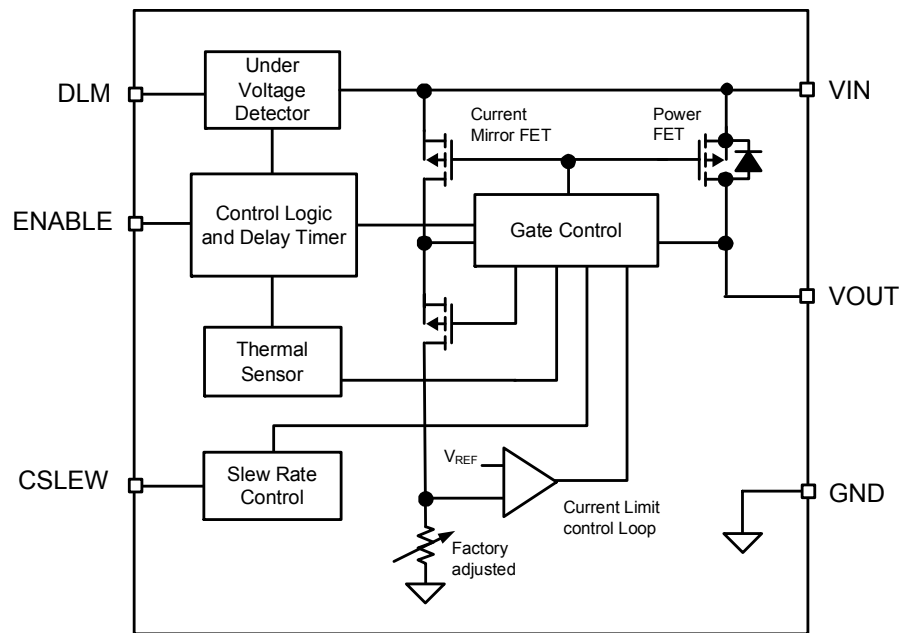 Under
Voltage
Detector
DLM
VIN
Current
Mirror FET
Power
FET
ENABLE
Control Logic
and Delay Timer
Gate Control
VOUT
Thermal
Sensor
CSLEW
Slew Rate
Control
VREF
Current Limit
control Loop
GND
Factory
adjusted